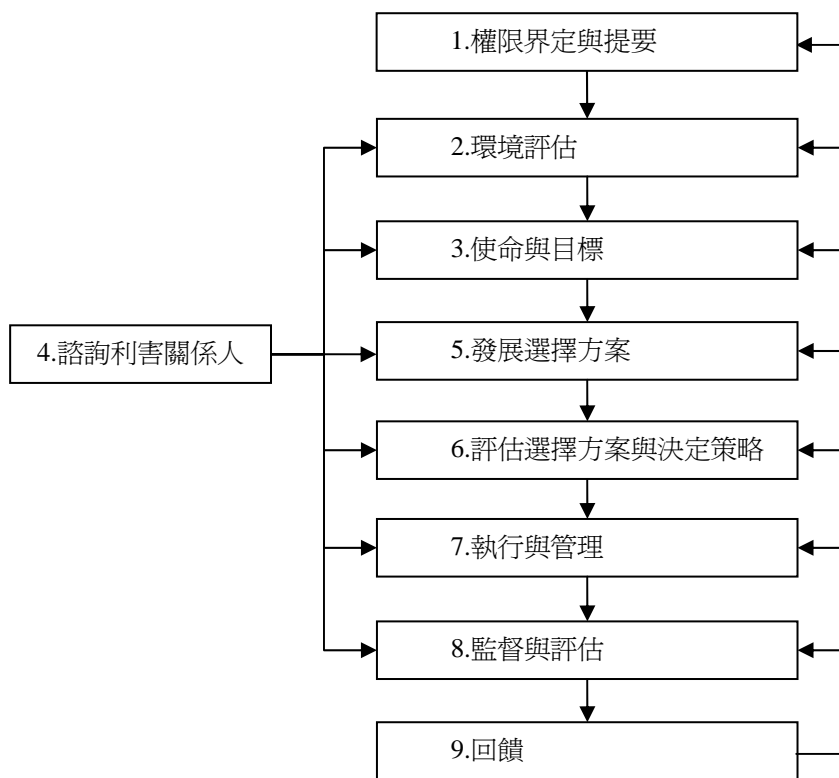 1.權限界定與提要
2.環境評估
3.使命與目標
4.諮詢利害關係人
5.發展選擇方案
6.評估選擇方案與決定策略
7.執行與管理
8.監督與評估
9.回饋